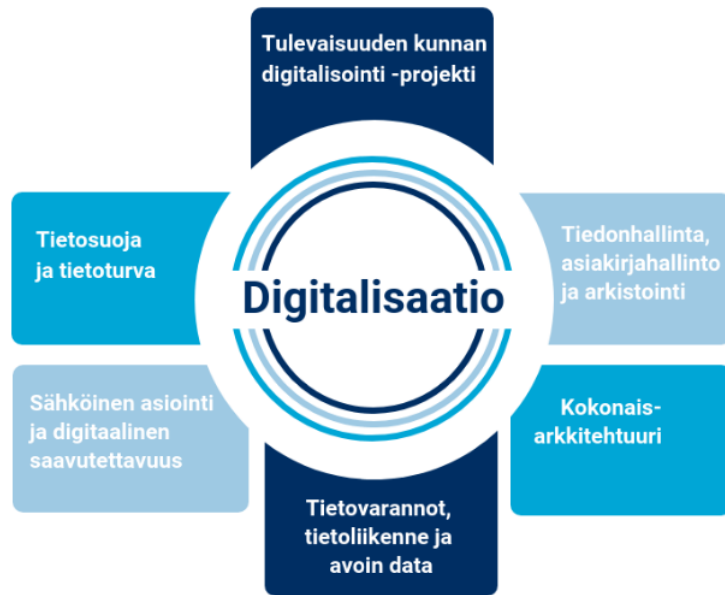 Tulevaisuuden kunnan
digitalisointi -projekti
Tietosuoja
ja tietoturva
Tiedonhallinta,
asiakirjahallinto
ja arkistointi
Digitalisaatio
Sähköinen asiointi
ja digitaalinen
saavutettavuus
Kokonais-
arkkitehtuuri
Tietovarannot,
tietoliikenne ja
avoin data